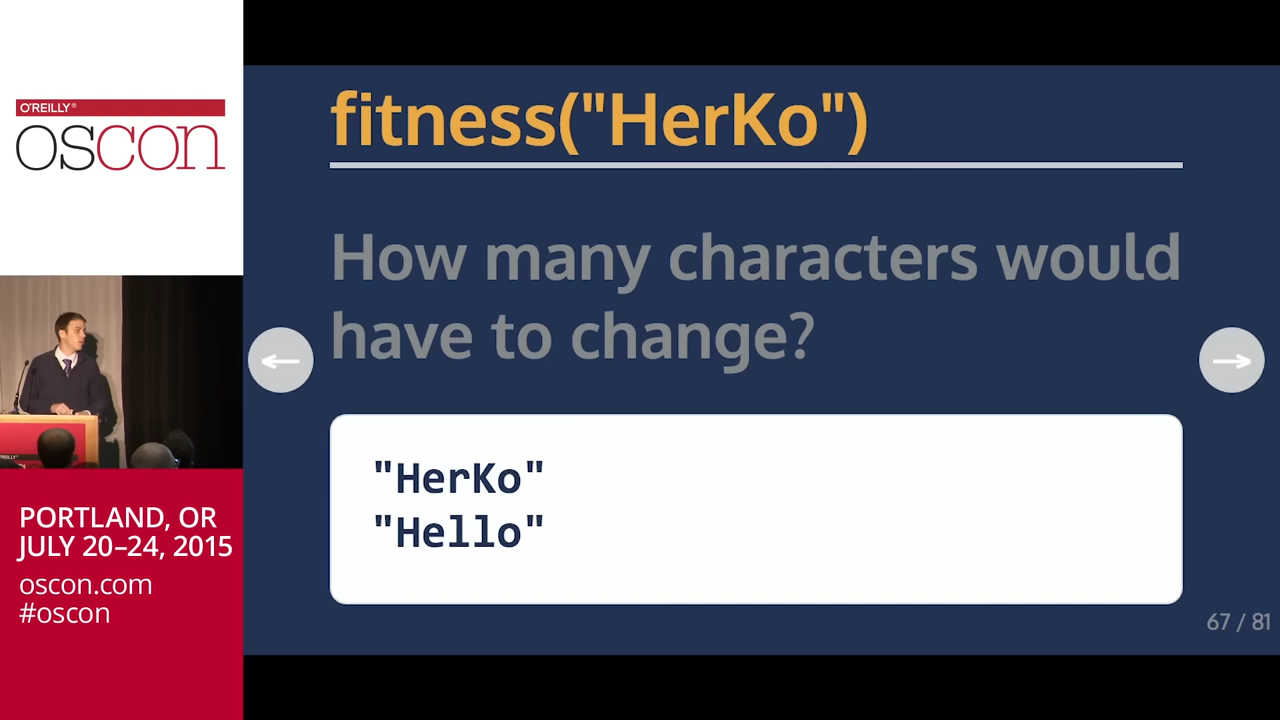 O'REILLY®
oscon
PORTLAND, OR
JULY 20–24, 2015
oscon.com
#oscon
fitness("HerKo")
How many characters would
have to change?
"HerKo"
"Hello"
67 / 81